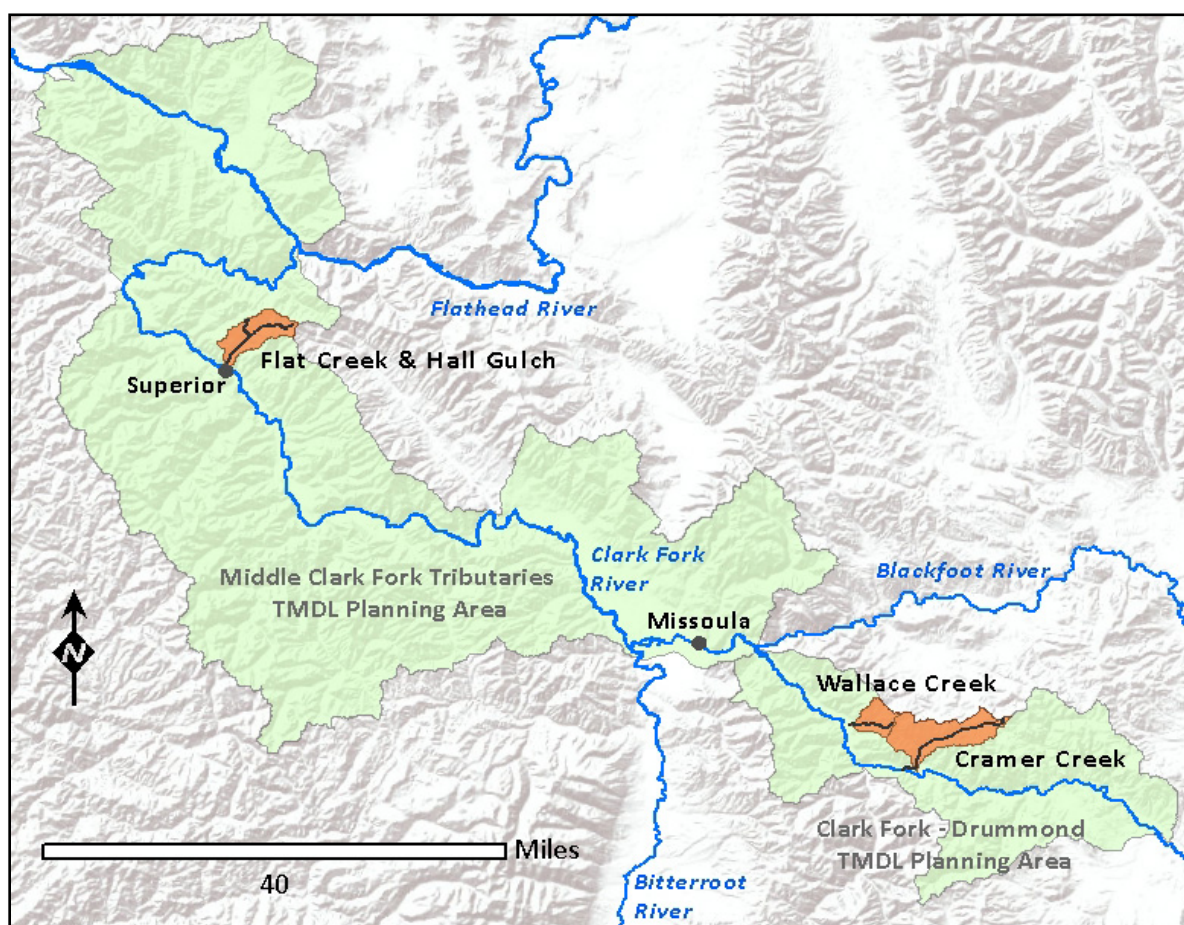 Flathead River
Flat Creek & Hall Gulch
Superior
Clark Fork
River
Middle Clark Fork Tributaries
TMDL Planning Area
Blackfoot River
Missoula
N
Wallace Creek
Cramer Creek
Clark Fork - Drummond
TMDL Planning Area
Miles
40
Bitterroot
River